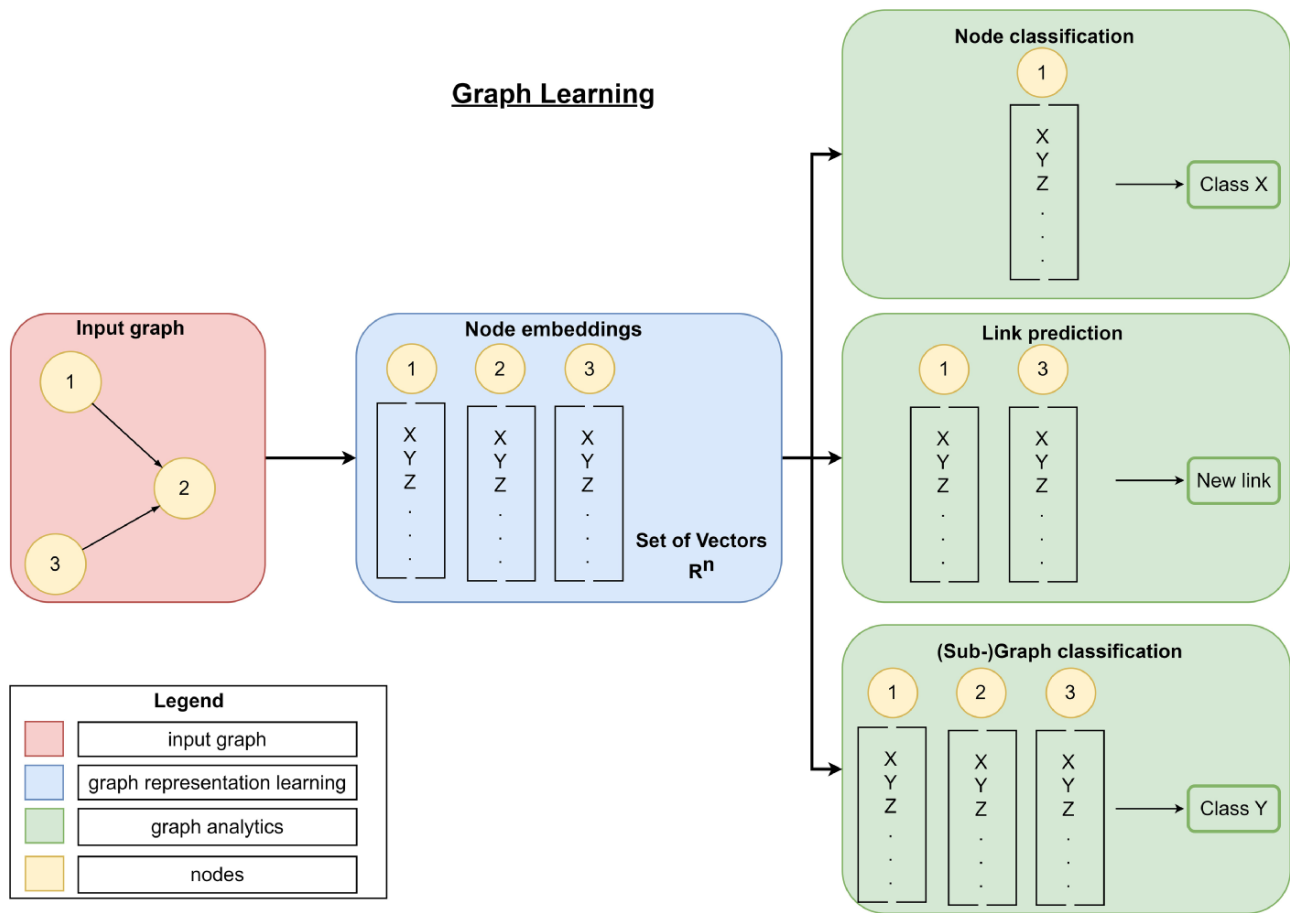 Graph Learning
Input graph
1
2
3
Node embeddings
1 2 3
X X X
Y Y Y
Z Z Z
. . .
. . .
. . .
Set of Vectors
Rⁿ
Node classification
1
X
Y
Z
.
.
.
Class X
Link prediction
1 3
X X
Y Y
Z Z
. .
. .
. .
New link
(Sub-)Graph classification
1 2 3
X X X
Y Y Y
Z Z Z
. . .
. . .
. . .
Class Y
Legend
input graph
graph representation learning
graph analytics
nodes